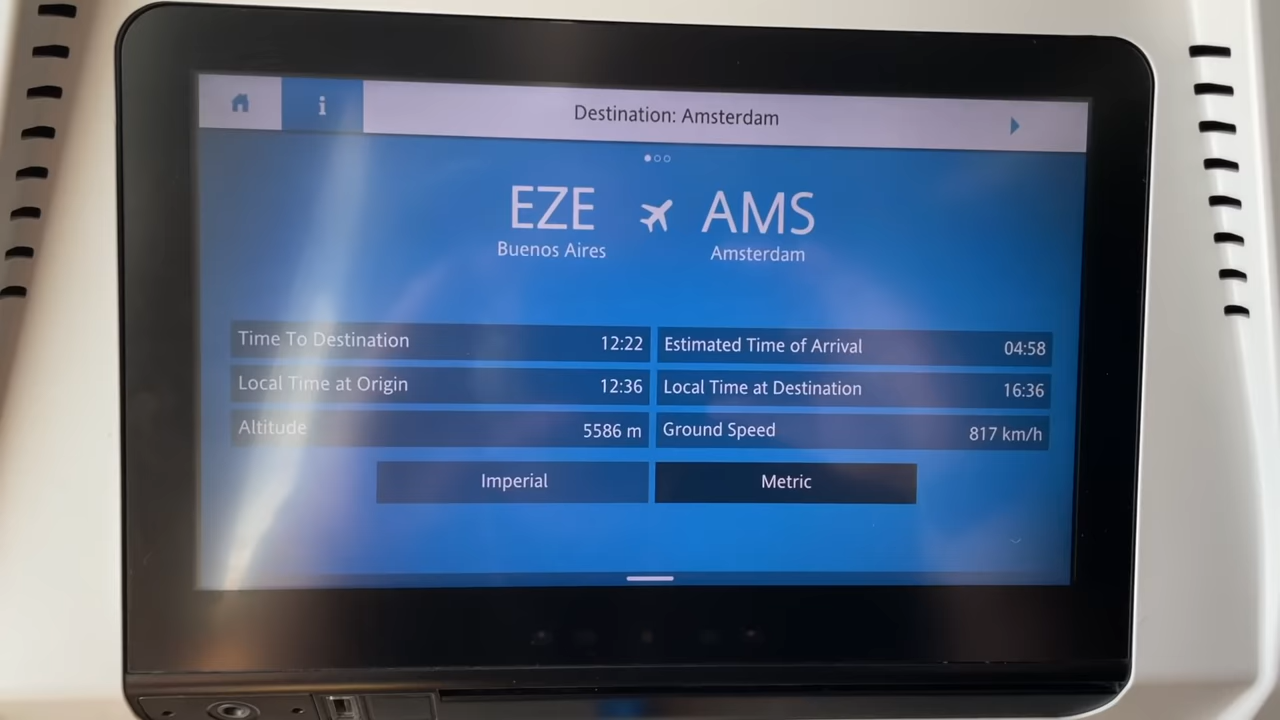 i
Destination: Amsterdam
EZE AMS
Buenos Aires Amsterdam
Time To Destination 12:22 Estimated Time of Arrival 04:58
Local Time at Origin 12:36 Local Time at Destination 16:36
Altitude 5586 m Ground Speed 817 km/h
Imperial Metric